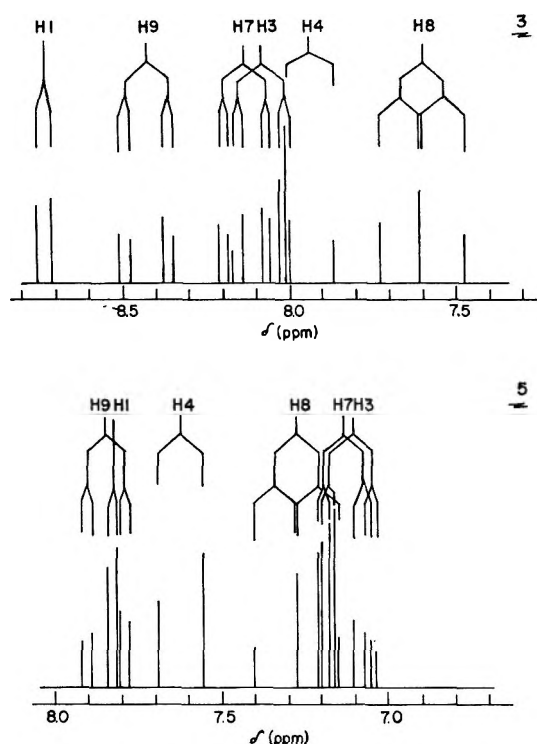 H1 H9 H7 H3 H4 H8 3
8.5 8.0 7.5
δ (ppm)
H9 H1 H4 H8 H7 H3 5
8.0 7.5 7.0
δ (ppm)